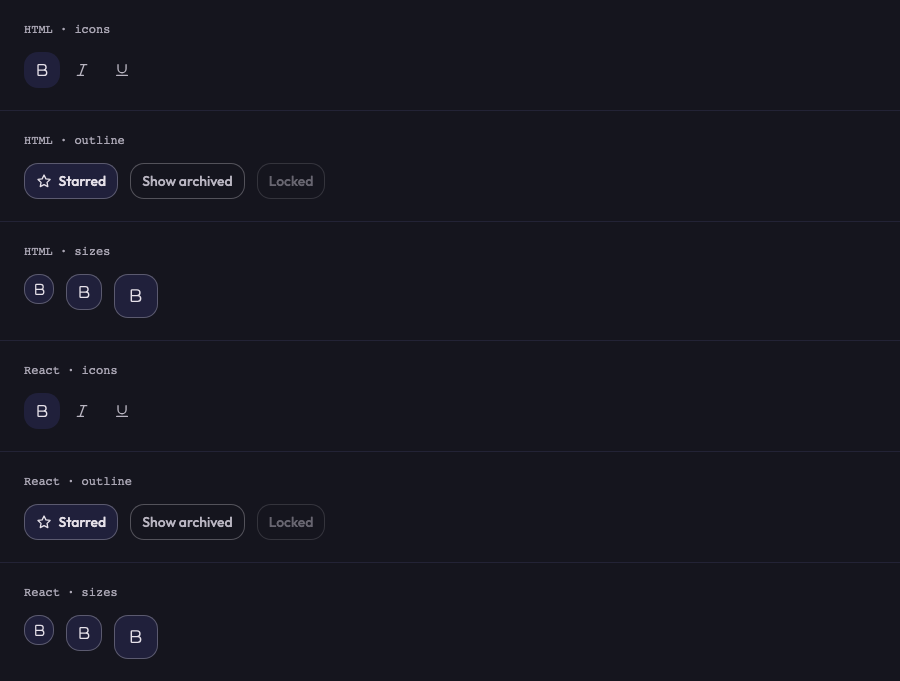 HTML · icons
B I U
HTML · outline
Starred Show archived Locked
HTML · sizes
B B B
React · icons
B I U
React · outline
Starred Show archived Locked
React · sizes
B B B